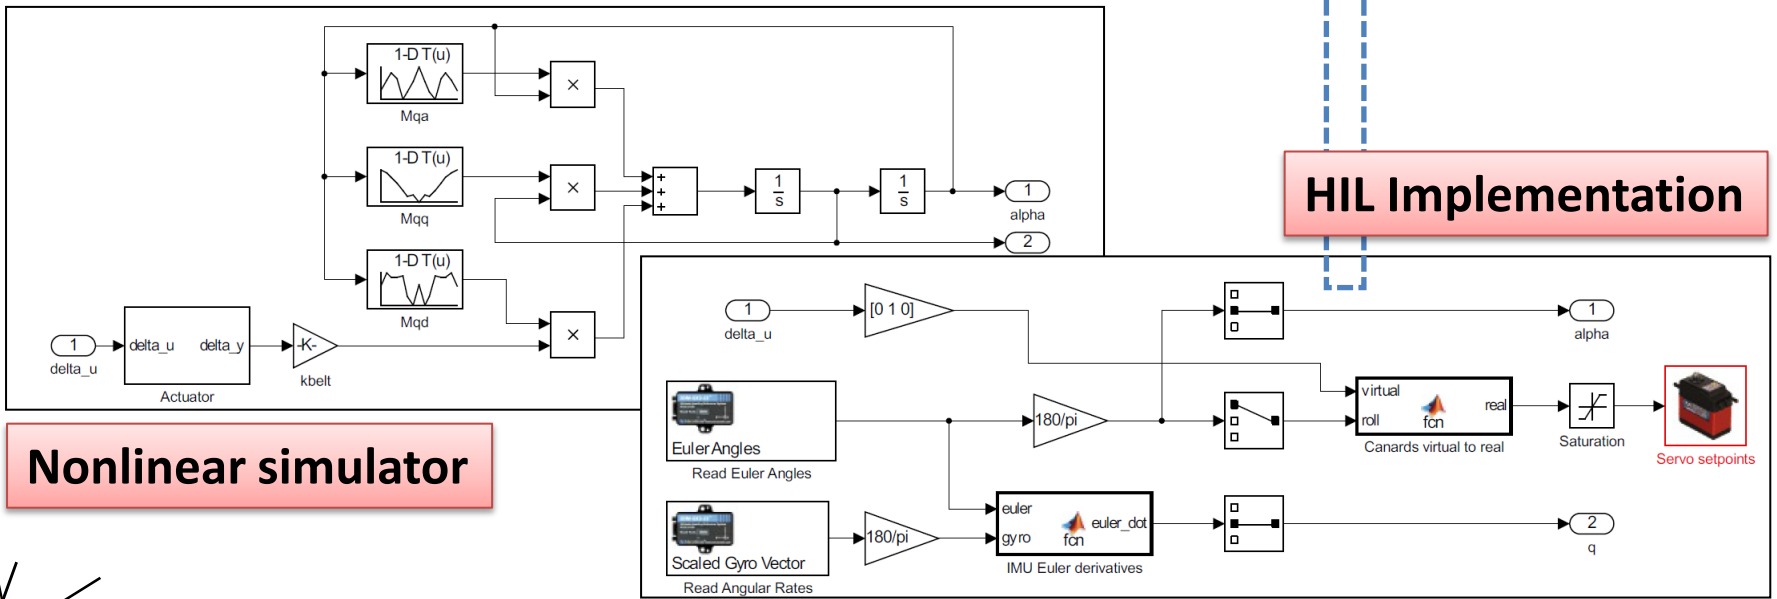 1-D T(u)
Mqa
×
1-D T(u)
Mqq
×
+
+
+
1
s
1
s
1
alpha
2
1-D T(u)
Mqd
×
1
delta_u
delta_u
delta_y
Actuator
-K-
kbelt
Nonlinear simulator
HIL Implementation
1
delta_u
[0 1 0]
1
alpha
Euler Angles
Read Euler Angles
180/pi
virtual
roll
real
fcn
Canards virtual to real
Saturation
Servo setpoints
Scaled Gyro Vector
Read Angular Rates
180/pi
euler
gyro
euler_dot
fcn
IMU Euler derivatives
2
q